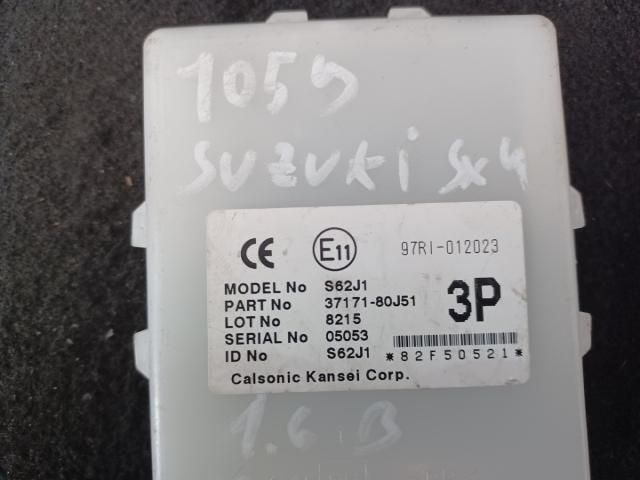 1059
SUZUKi SX4
CE E11 97RI-012023
MODEL No S62J1
PART No 37171-80J51
LOT No 8215
SERIAL No 05053
ID No S62J1
3P
*82F50521*
Calsonic Kansei Corp.
1.6 i B